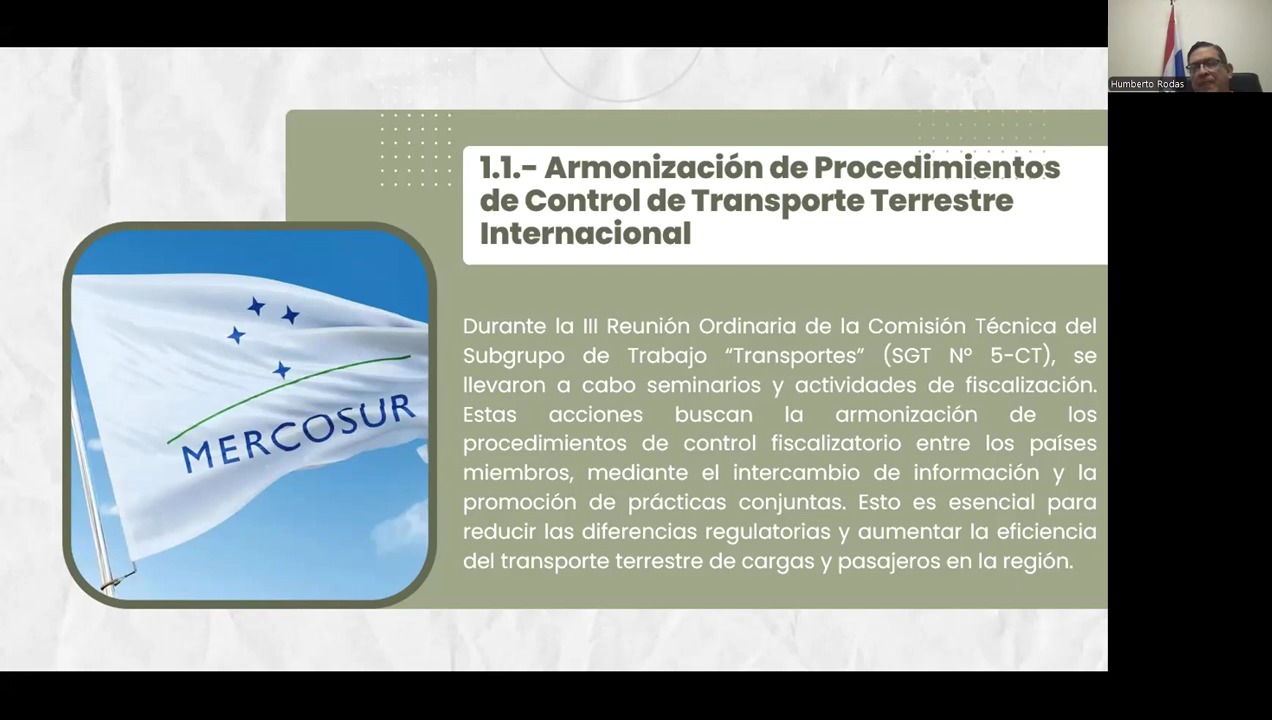 Humberto Rodas
1.1.- Armonización de Procedimientos
de Control de Transporte Terrestre
Internacional
MERCOSUR
Durante la III Reunión Ordinaria de la Comisión Técnica del
Subgrupo de Trabajo “Transportes” (SGT Nº 5-CT), se
llevaron a cabo seminarios y actividades de fiscalización.
Estas acciones buscan la armonización de los
procedimientos de control fiscalizatorio entre los países
miembros, mediante el intercambio de información y la
promoción de prácticas conjuntas. Esto es esencial para
reducir las diferencias regulatorias y aumentar la eficiencia
del transporte terrestre de cargas y pasajeros en la región.